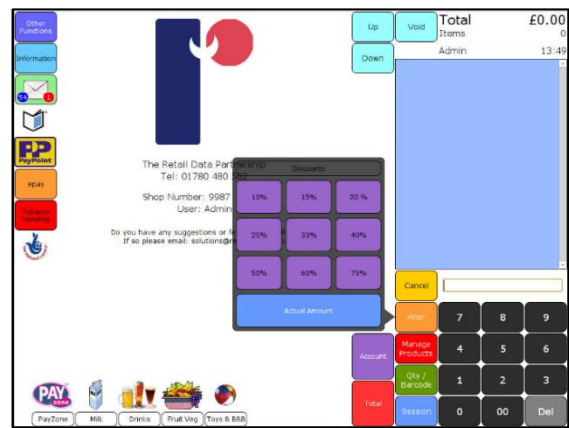 Other
Functions
Information
54
1
PayPoint
epay
Tobacco
Vending
The Retail Data Partnership
Tel: 01780 480
Shop Number: 9987
User: Admin
Do you have any suggestions or
If so please email:
Discounts
10%
15%
20 %
25%
33%
40%
50%
60%
75%
Actual Amount
Up
Down
Void
Total
£0.00
Items
0
Admin
13:49
Cancel
Alter
7
8
9
Account
Manage
Products
4
5
6
Qty /
Barcode
1
2
3
Total
Session
0
00
Del
PAY
ZONE
PayZone
Milk
Drinks
Fruit Veg
Toys & BBB